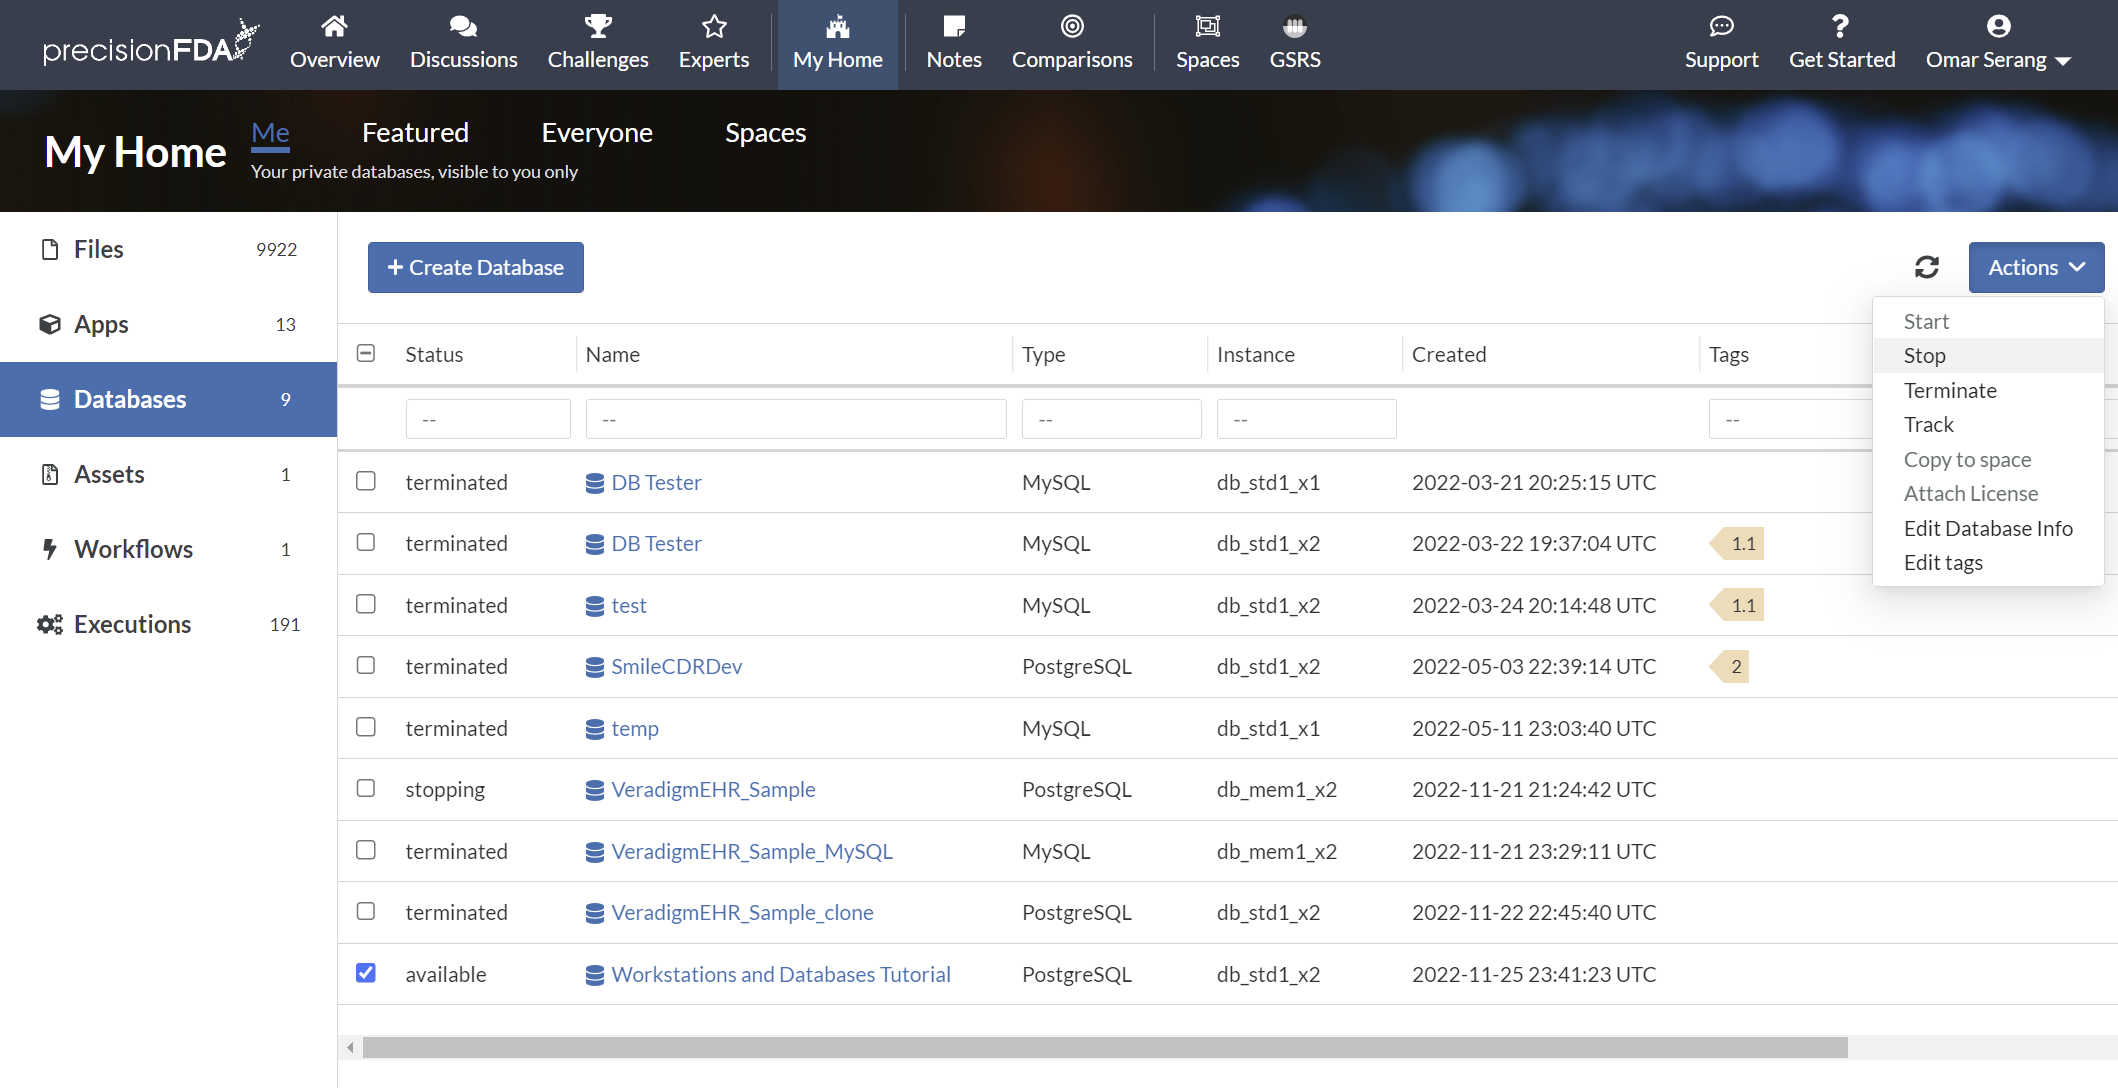 precisionFDA
Overview
Discussions
Challenges
Experts
My Home
Notes
Comparisons
Spaces
GSRS
Support
Get Started
Omar Serang
My Home
Me
Featured
Everyone
Spaces
Your private databases, visible to you only
Files 9922
Apps 13
Databases 9
Assets 1
Workflows 1
Executions 191
+ Create Database
Actions
Start
Stop
Terminate
Track
Copy to space
Attach License
Edit Database Info
Edit tags
Status Name Type Instance Created Tags
-- -- -- -- --
terminated DB Tester MySQL db_std1_x1 2022-03-21 20:25:15 UTC
terminated DB Tester MySQL db_std1_x2 2022-03-22 19:37:04 UTC 1.1
terminated test MySQL db_std1_x2 2022-03-24 20:14:48 UTC 1.1
terminated SmileCDRDev PostgreSQL db_std1_x2 2022-05-03 22:39:14 UTC 2
terminated temp MySQL db_std1_x1 2022-05-11 23:03:40 UTC
stopping VeradigmEHR_Sample PostgreSQL db_mem1_x2 2022-11-21 21:24:42 UTC
terminated VeradigmEHR_Sample_MySQL MySQL db_mem1_x2 2022-11-21 23:29:11 UTC
terminated VeradigmEHR_Sample_clone PostgreSQL db_std1_x2 2022-11-22 22:45:40 UTC
available Workstations and Databases Tutorial PostgreSQL db_std1_x2 2022-11-25 23:41:23 UTC